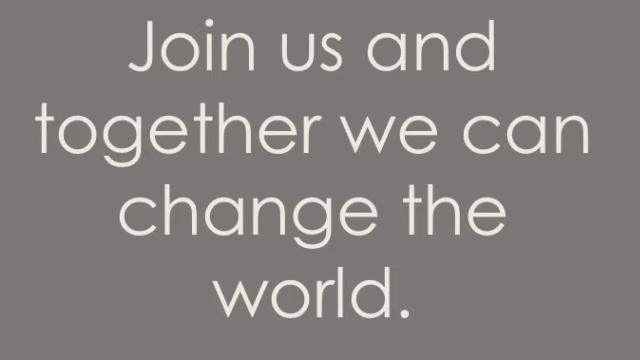 Join us and
together we can
change the
world.